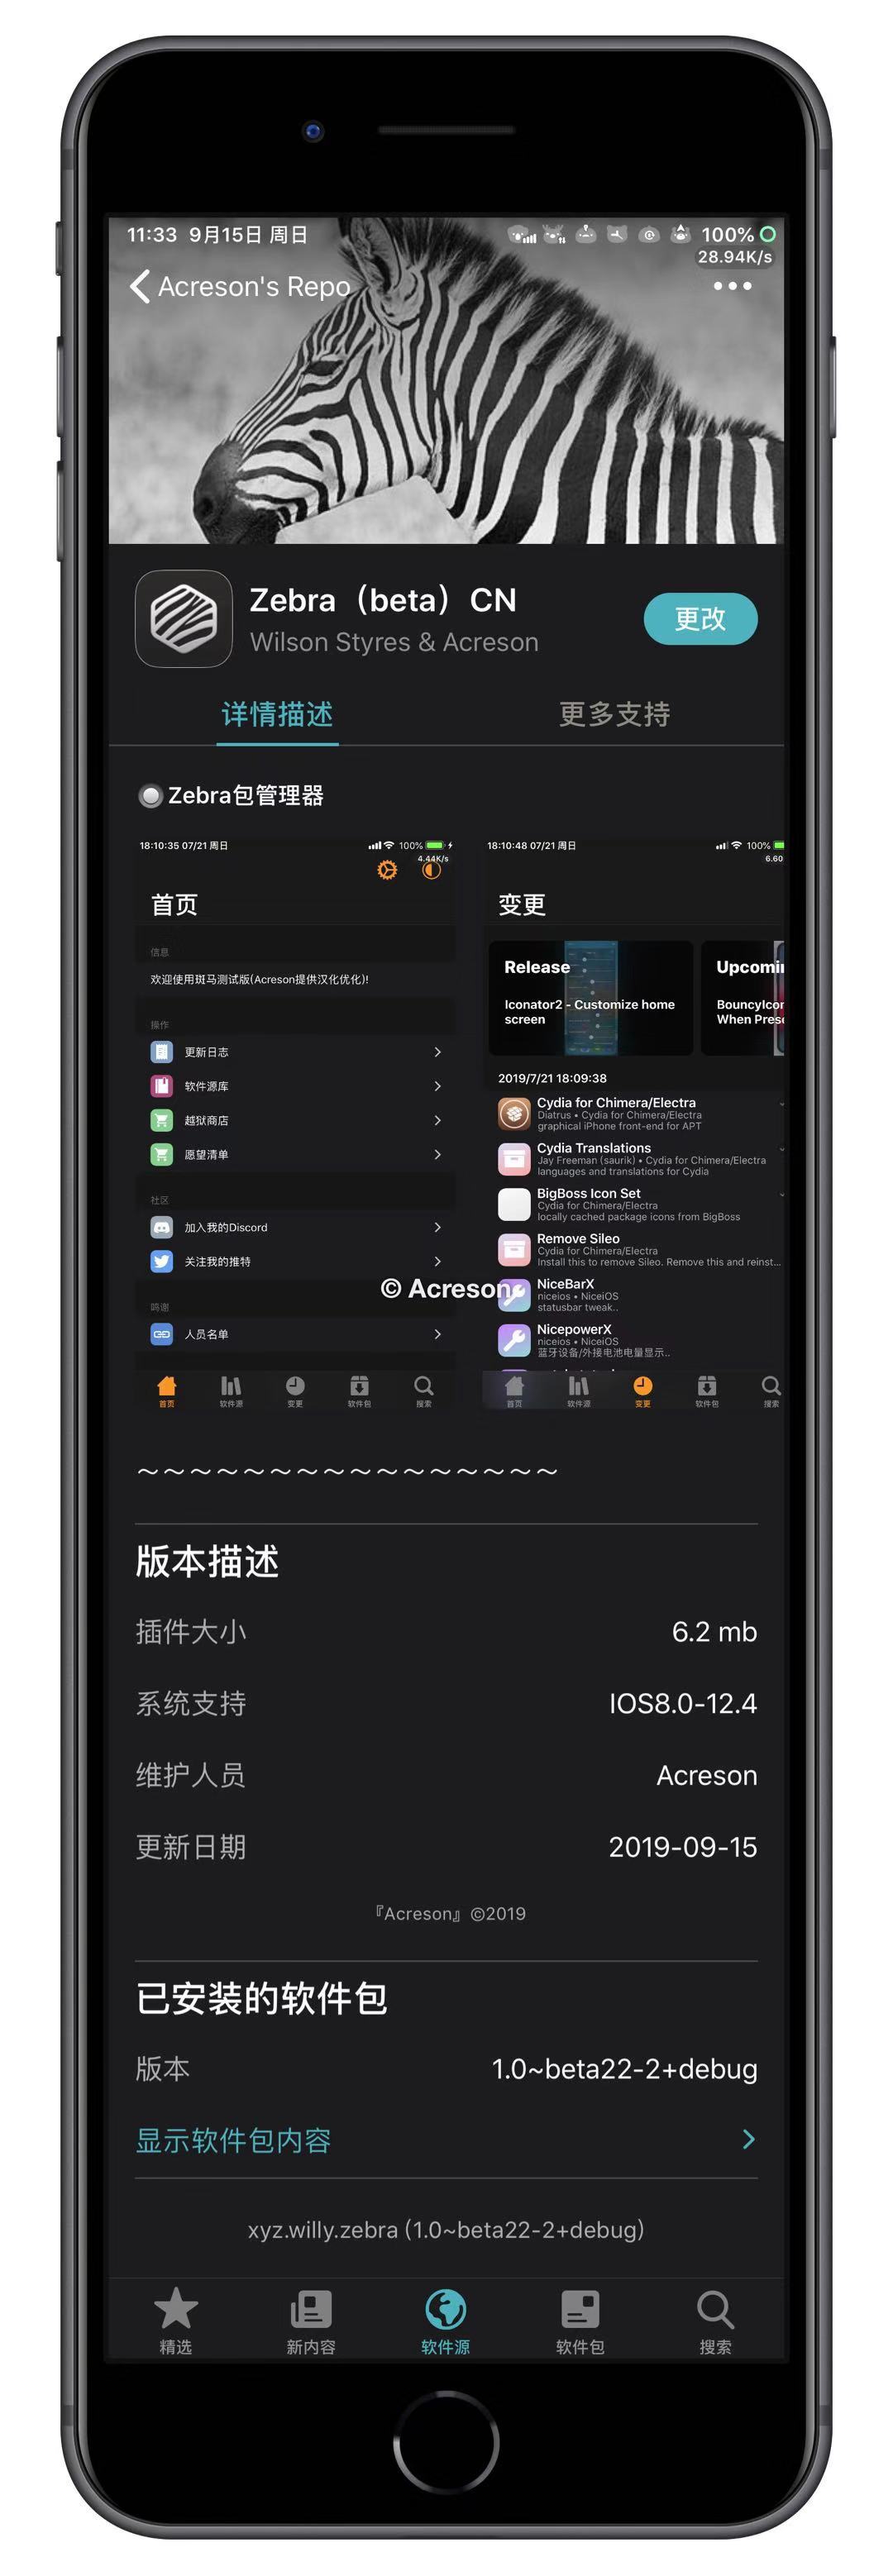 11:33 9月15日 周日
100%
28.94K/s
Acreson's Repo
Zebra（beta）CN
Wilson Styres & Acreson
更改
详情描述
更多支持
Zebra包管理器
18:10:35 07/21 周日
100%
4.44K/s
首页
信息
欢迎使用斑马测试版(Acreson提供汉化优化)!
操作
更新日志
软件源库
越狱商店
愿望清单
社区
加入我的Discord
关注我的推特
鸣谢
人员名单
首页
软件源
变更
软件包
搜索
18:10:48 07/21 周日
100%
6.60
变更
Release
Iconator2 - Customize home
screen
Upcomi
BouncyIcon
When Prese
2019/7/21 18:09:38
Cydia for Chimera/Electra
Diatrus • Cydia for Chimera/Electra
graphical iPhone front-end for APT
Cydia Translations
Jay Freeman (saurik) • Cydia for Chimera/Electra
languages and translations for Cydia
BigBoss Icon Set
Cydia for Chimera/Electra
locally cached package icons from BigBoss
Remove Sileo
Cydia for Chimera/Electra
Install this to remove Sileo. Remove this and reinst...
NiceBarX
niceios • NiceiOS
statusbar tweak..
NicepowerX
niceios • NiceiOS
蓝牙设备/外接电池电量显示..
首页
软件源
变更
软件包
搜索
© Acreson
～～～～～～～～～～～～～～～～
版本描述
插件大小
6.2 mb
系统支持
IOS8.0-12.4
维护人员
Acreson
更新日期
2019-09-15
『Acreson』©2019
已安装的软件包
版本
1.0~beta22-2+debug
显示软件包内容
xyz.willy.zebra (1.0~beta22-2+debug)
精选
新内容
软件源
软件包
搜索